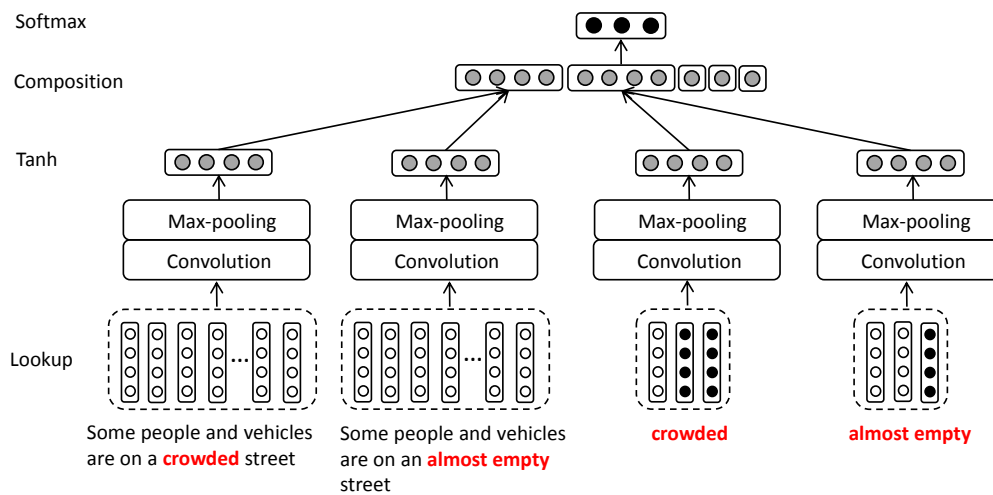 Softmax
Composition
Tanh
Max-pooling
Max-pooling
Max-pooling
Max-pooling
Convolution
Convolution
Convolution
Convolution
Lookup
...
...
Some people and vehicles
are on a crowded street
Some people and vehicles
are on an almost empty
street
crowded
almost empty